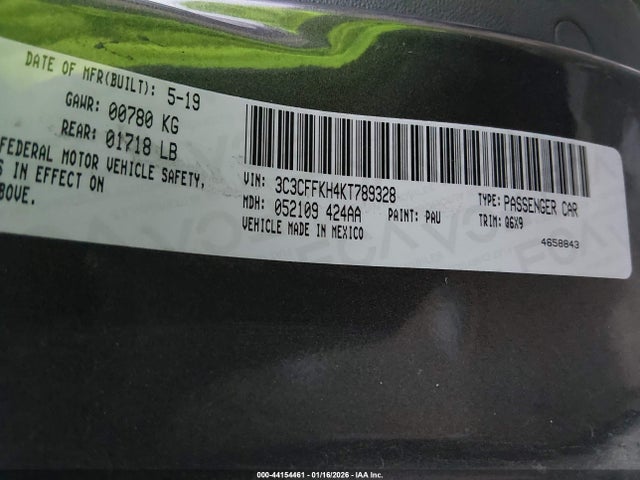 DATE OF MFR(BUILT): 5-19
GAWR: 00780 KG
REAR: 01718 LB
FEDERAL MOTOR VEHICLE SAFETY,
S IN EFFECT ON
ABOVE.
VIN: 3C3CFFKH4KT789328
MDH: 052109 424AA PAINT: PAU
VEHICLE MADE IN MEXICO
TYPE: PASSENGER CAR
TRIM: Q6X9
4658843
000-44154461 - 01/16/2026 - IAA Inc.